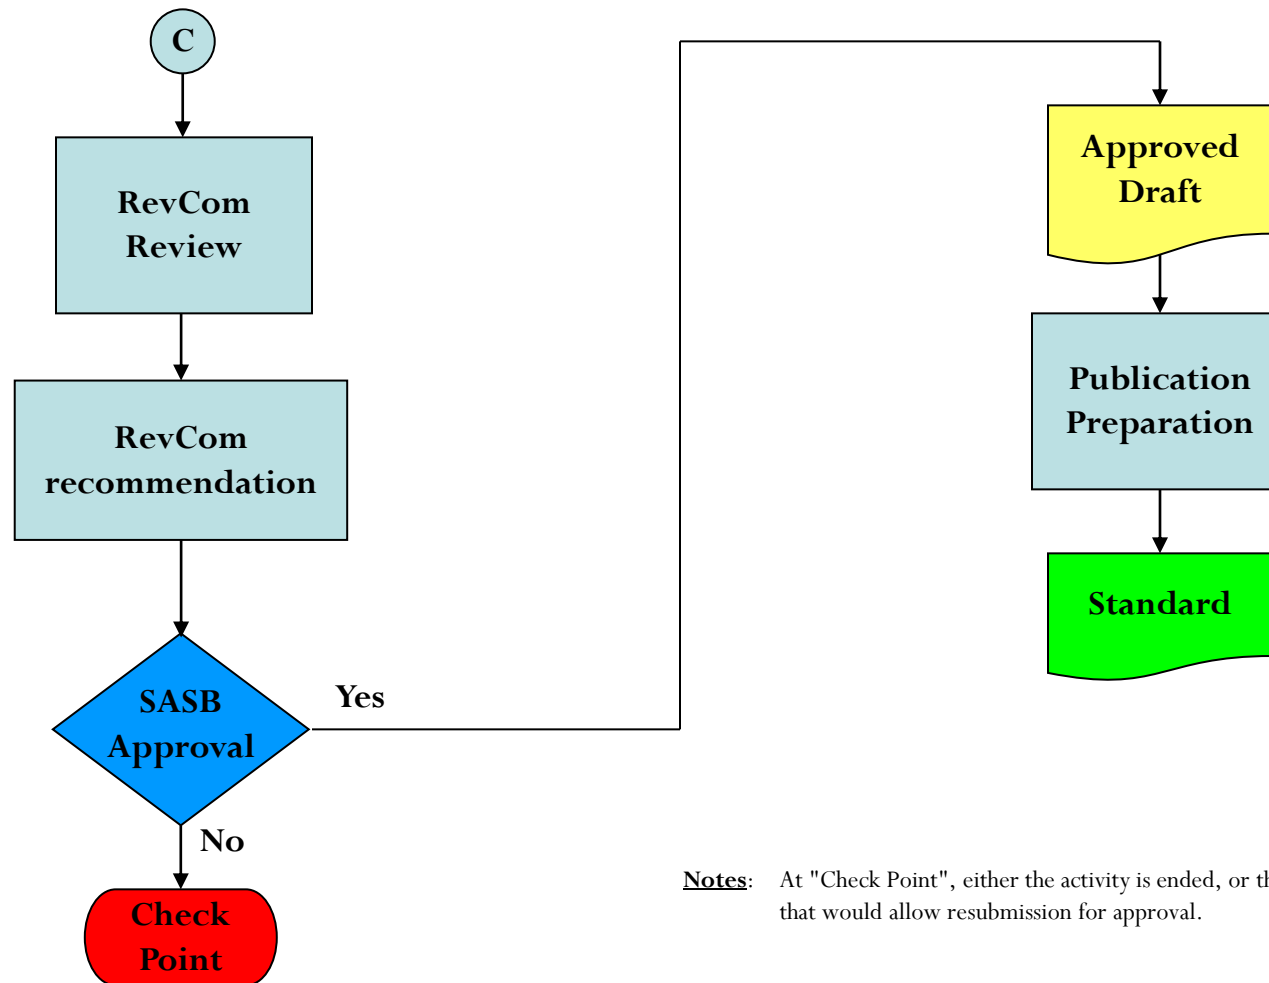 C
RevCom
Review
RevCom
recommendation
SASB
Approval
Yes
No
Check
Point
Approved
Draft
Publication
Preparation
Standard
Notes: At "Check Point", either the activity is ended, or
that would allow resubmission for approval.